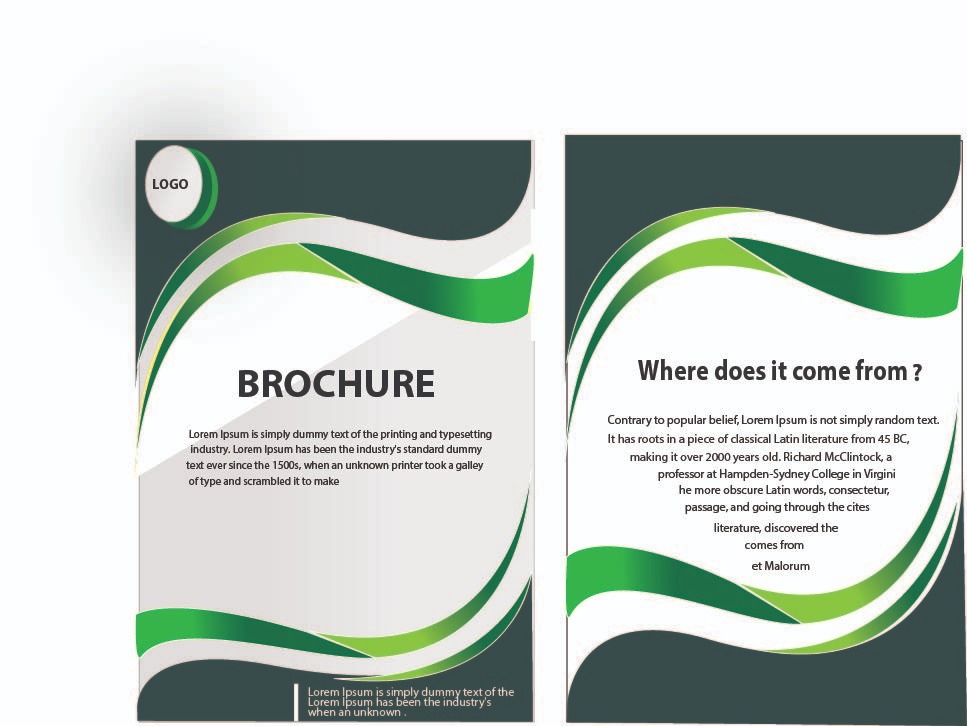 LOGO
BROCHURE
Lorem Ipsum is simply dummy text of the printing and typesetting
industry. Lorem Ipsum has been the industry's standard dummy
text ever since the 1500s, when an unknown printer took a galley
of type and scrambled it to make
Lorem Ipsum is simply dummy text of the
Lorem Ipsum has been the industry's
when an unknown .
Where does it come from ?
Contrary to popular belief, Lorem Ipsum is not simply random text.
It has roots in a piece of classical Latin literature from 45 BC,
making it over 2000 years old. Richard McClintock, a
professor at Hampden-Sydney College in Virgini
he more obscure Latin words, consectetur,
passage, and going through the cites
literature, discovered the
comes from
et Malorum